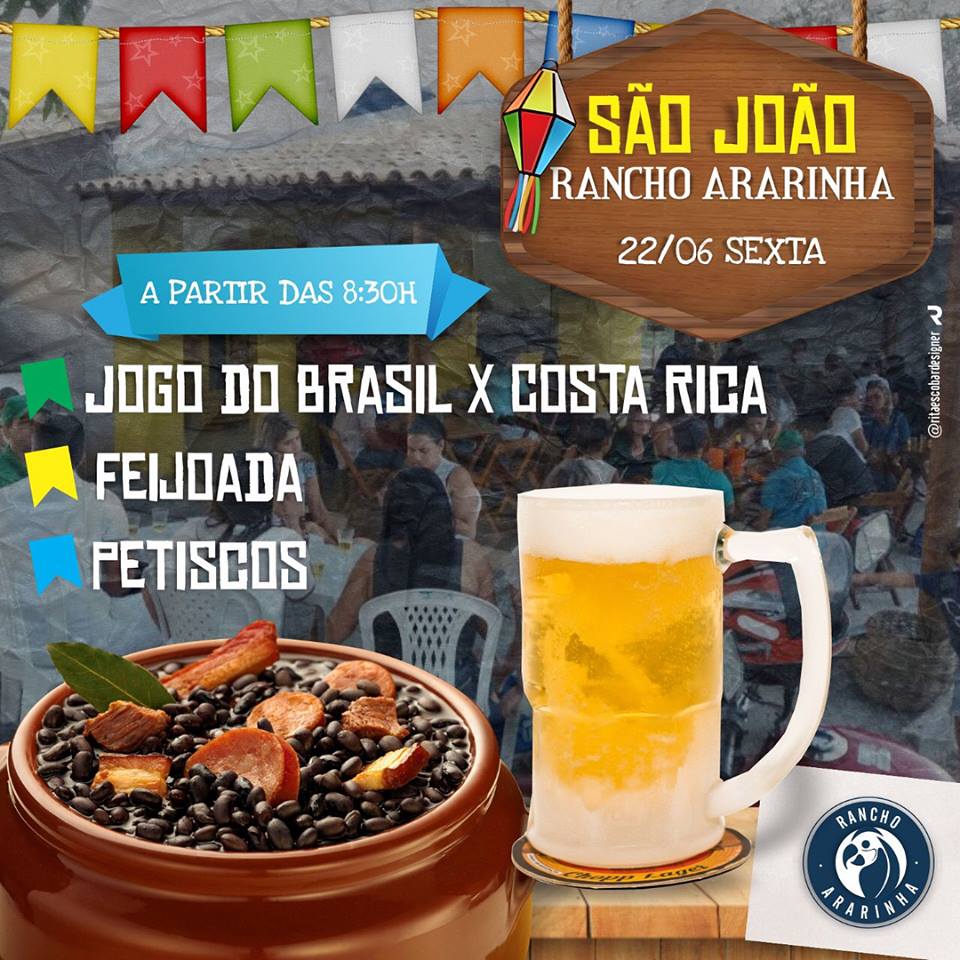 SÃO JOÃO
RANCHO ARARINHA
22/06 SEXTA
A PARTIR DAS 8:30H
@ritaescobardesigner
JOGO DO BRASIL X COSTA RICA
FEIJOADA
PETISCOS
Chopp Lager
RANCHO
ARARINHA